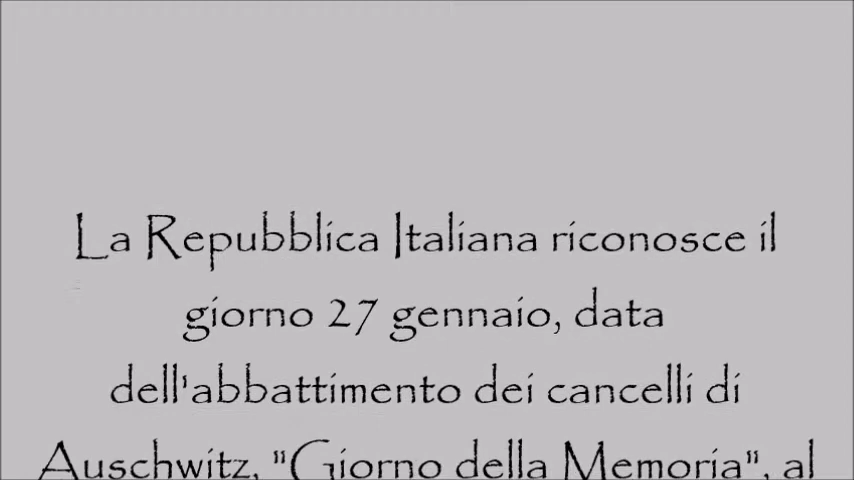 La Repubblica Italiana riconosce il
giorno 27 gennaio, data
dell'abbattimento dei cancelli di
Auschwitz, "Giorno della Memoria", al